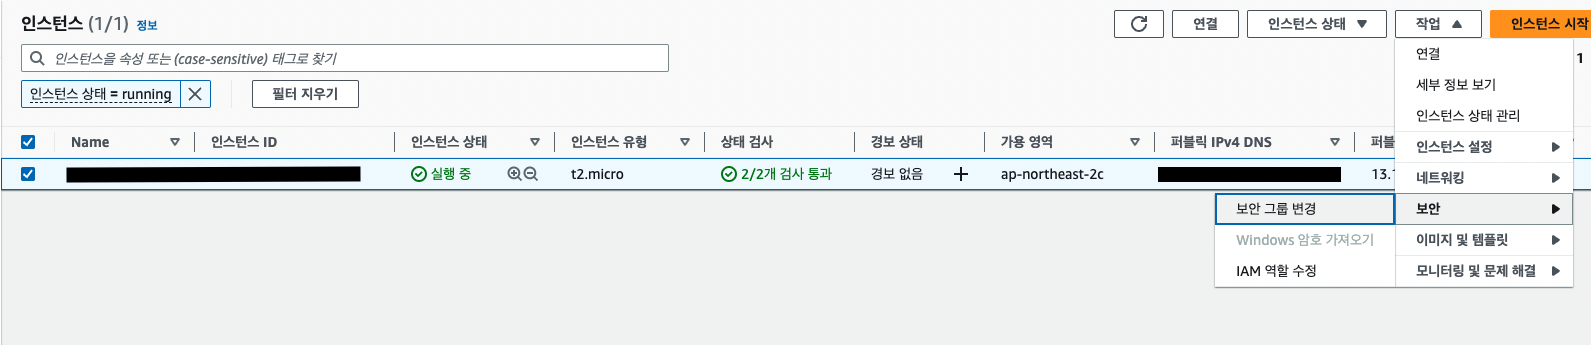 인스턴스 (1/1) 정보
연결
인스턴스 상태
작업
인스턴스 시작
인스턴스을 속성 또는 (case-sensitive) 태그로 찾기
1
인스턴스 상태 = running
필터 지우기
Name
인스턴스 ID
인스턴스 상태
인스턴스 유형
상태 검사
경보 상태
가용 영역
퍼블릭 IPv4 DNS
퍼블
실행 중
t2.micro
2/2개 검사 통과
경보 없음
ap-northeast-2c
13.1
연결
세부 정보 보기
인스턴스 상태 관리
인스턴스 설정
네트워킹
보안
이미지 및 템플릿
모니터링 및 문제 해결
보안 그룹 변경
Windows 암호 가져오기
IAM 역할 수정